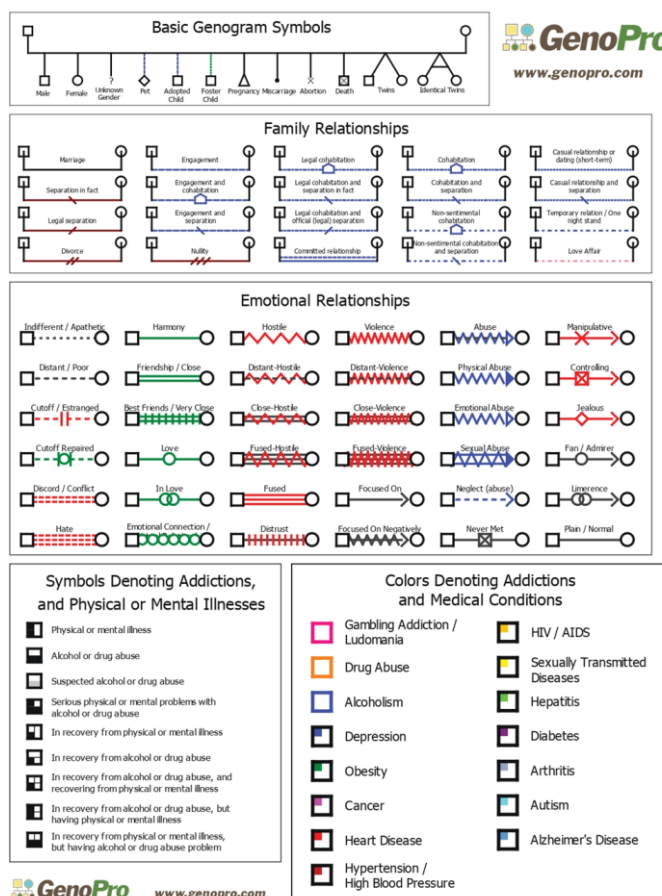 Basic Genogram Symbols
GenoPro
www.genopro.com
Male
Female
?
Unknown
Gender
Pet
Adopted
Child
Foster
Child
Pregnancy
Miscarriage
Abortion
Death
Twins
Identical Twins
Family Relationships
Marriage
Engagement
Legal cohabitation
Cohabitation
Casual relationship or
dating (short-term)
Separation in fact
Engagement and
cohabitation
Legal cohabitation and
separation in fact
Cohabitation and
separation
Casual relationship and
separation
Legal separation
Engagement and
separation
Legal cohabitation and
official (legal) separation
Non-sentimental
cohabitation
Temporary relation / One
night stand
Divorce
Nullity
Committed relationship
Non-sentimental cohabitation
and separation
Love Affair
Emotional Relationships
Indifferent / Apathetic
Harmony
Hostile
Violence
Abuse
Manipulative
Distant / Poor
Friendship / Close
Distant-Hostile
Distant-Violence
Physical Abuse
Controlling
Cutoff / Estranged
Best Friends / Very Close
Close-Hostile
Close-Violence
Emotional Abuse
Jealous
Cutoff Repaired
Love
Fused-Hostile
Fused-Violence
Sexual Abuse
Fan / Admirer
Discord / Conflict
In Love
Fused
Focused On
Neglect (abuse)
Limerence
Hate
Emotional Connection /
Distrust
Focused On Negatively
Never Met
Plain / Normal
Symbols Denoting Addictions,
and Physical or Mental Illnesses
Physical or mental illness
Alcohol or drug abuse
Suspected alcohol or drug abuse
Serious physical or mental problems with
alcohol or drug abuse
In recovery from physical or mental illness
In recovery from alcohol or drug abuse
In recovery from alcohol or drug abuse, and
recovering from physical or mental illness
In recovery from alcohol or drug abuse, but
having physical or mental illness
In recovery from physical or mental illness,
but having alcohol or drug abuse problem
Colors Denoting Addictions
and Medical Conditions
Gambling Addiction /
Ludomania
Drug Abuse
Alcoholism
Depression
Obesity
Cancer
Heart Disease
Hypertension /
High Blood Pressure
HIV / AIDS
Sexually Transmitted
Diseases
Hepatitis
Diabetes
Arthritis
Autism
Alzheimer's Disease
GenoPro
www.genopro.com